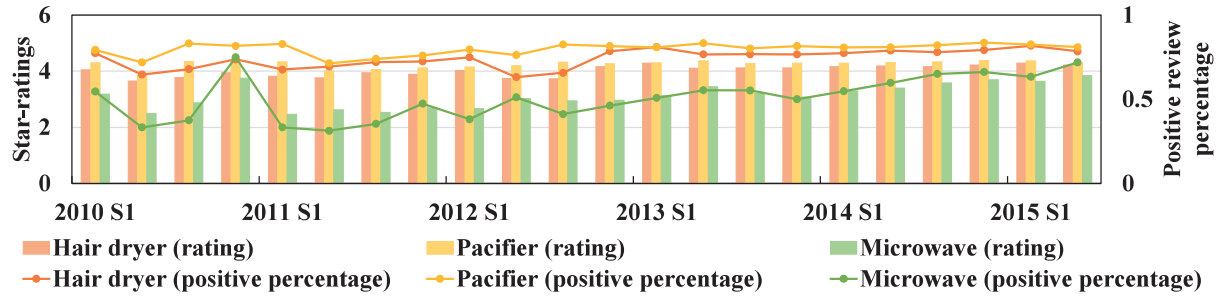 Star-ratings
6
4
2
0
1
0.5
0
Positive review
percentage
2010 S1 2011 S1 2012 S1 2013 S1 2014 S1 2015 S1
Hair dryer (rating) Pacifier (rating) Microwave (rating)
Hair dryer (positive percentage) Pacifier (positive percentage) Microwave (positive percentage)